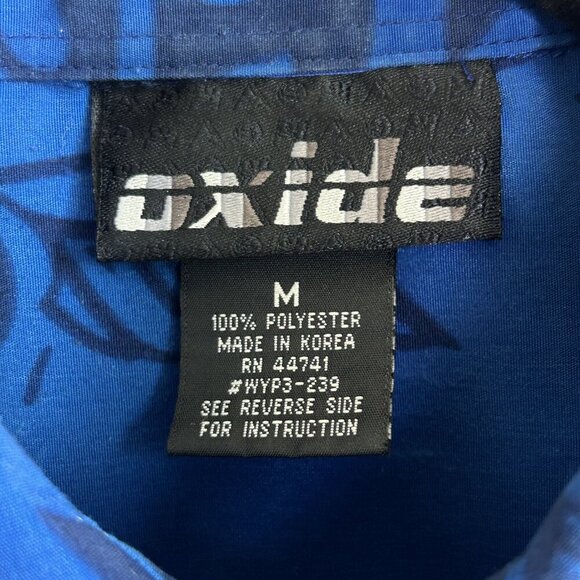 oxide
M
100% POLYESTER
MADE IN KOREA
RN 44741
#WYP3-239
SEE REVERSE SIDE
FOR INSTRUCTION